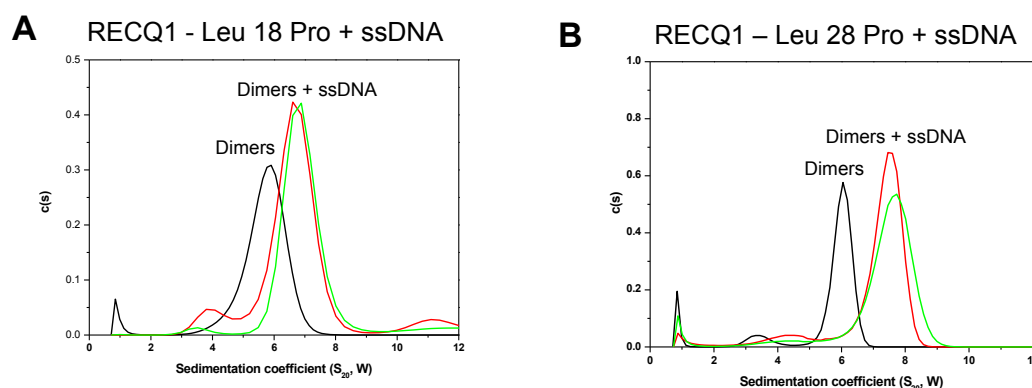 A
RECQ1 - Leu 18 Pro + ssDNA
0.5
0.4
0.3
0.2
0.1
0.0
c(s)
Dimers + ssDNA
Dimers
0 2 4 6 8 10 12
Sedimentation coefficient (S20, W)
B
RECQ1 – Leu 28 Pro + ssDNA
1.0
0.8
0.6
0.4
0.2
0.0
c(s)
Dimers + ssDNA
Dimers
0 2 4 6 8 10 12
Sedimentation coefficient (S20, W)